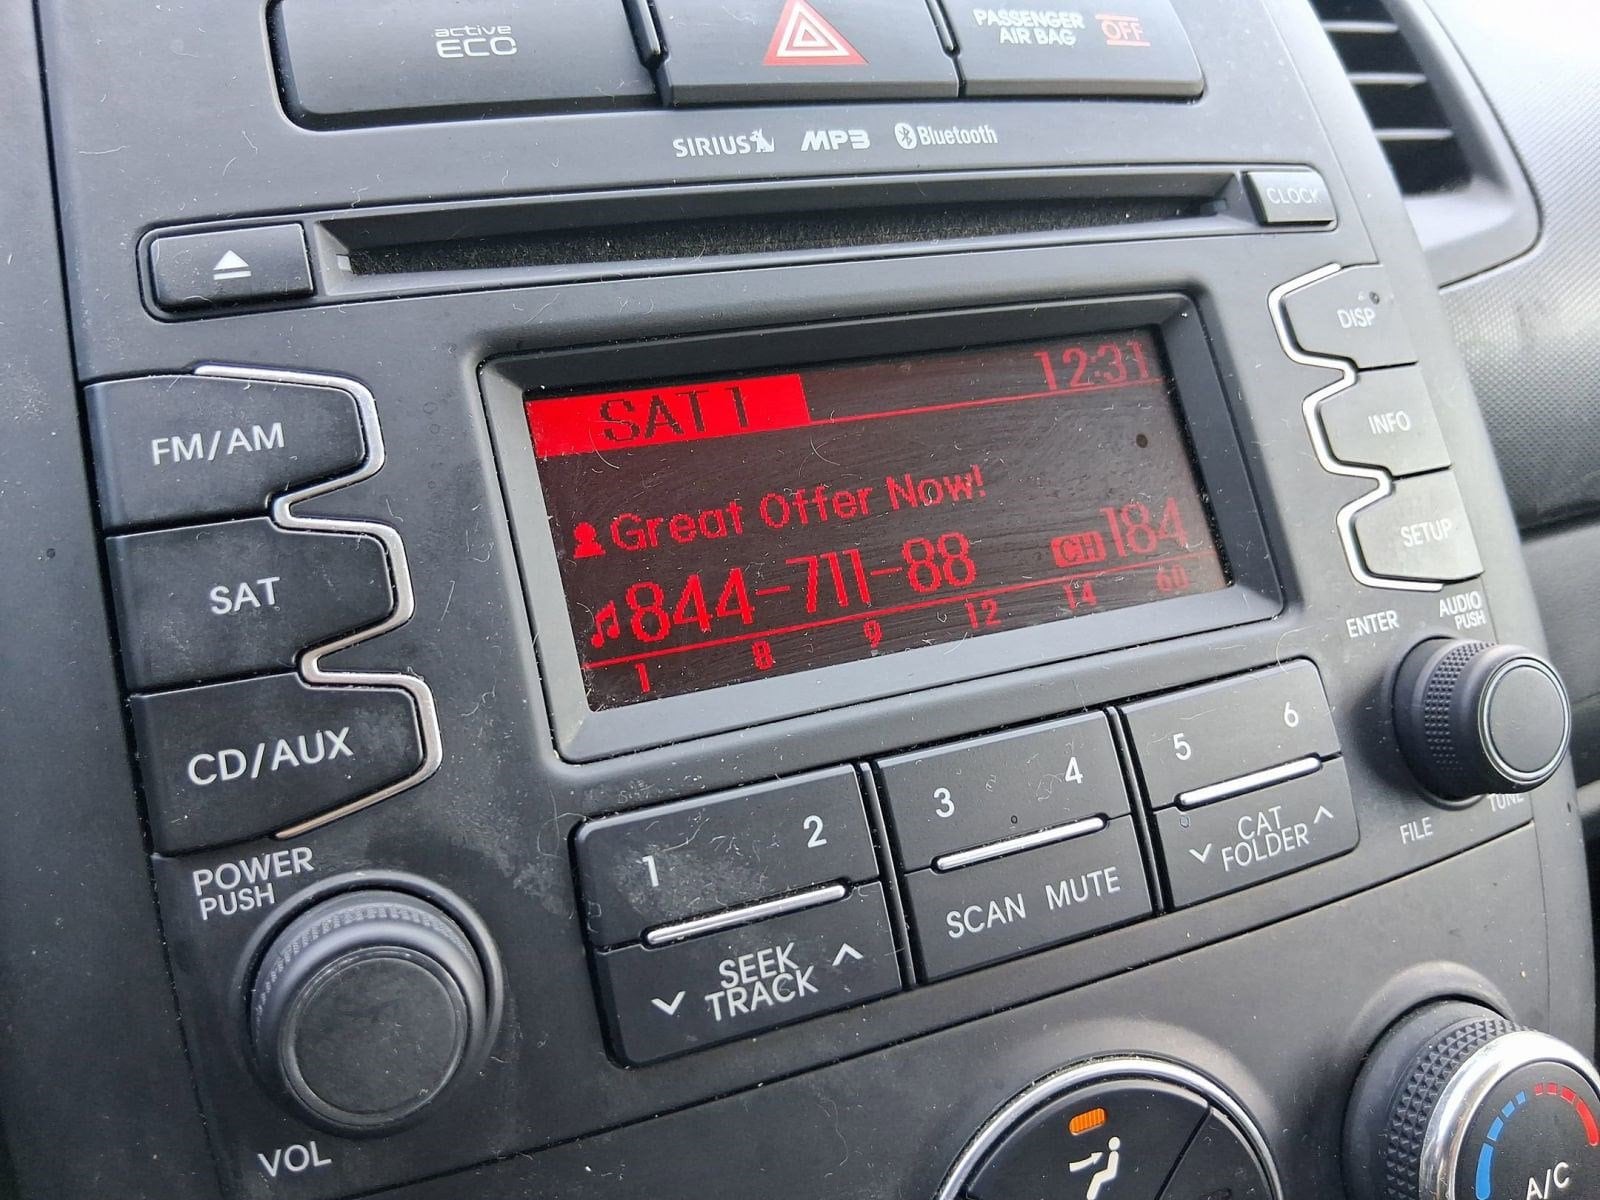 active
ECO
PASSENGER
AIR BAG
OFF
SIRIUS MP3 Bluetooth
CLOCK
DISP
FM/AM
SAT 1 12:31
INFO
Great Offer Now!
SETUP
SAT
844-711-88 CH 184
1 8 9 12 14 60
ENTER
AUDIO
PUSH
CD/AUX
1 2 3 4 5 6
TUNE
FILE
POWER
PUSH
SEEK
TRACK
SCAN MUTE
CAT
FOLDER
VOL
A/C